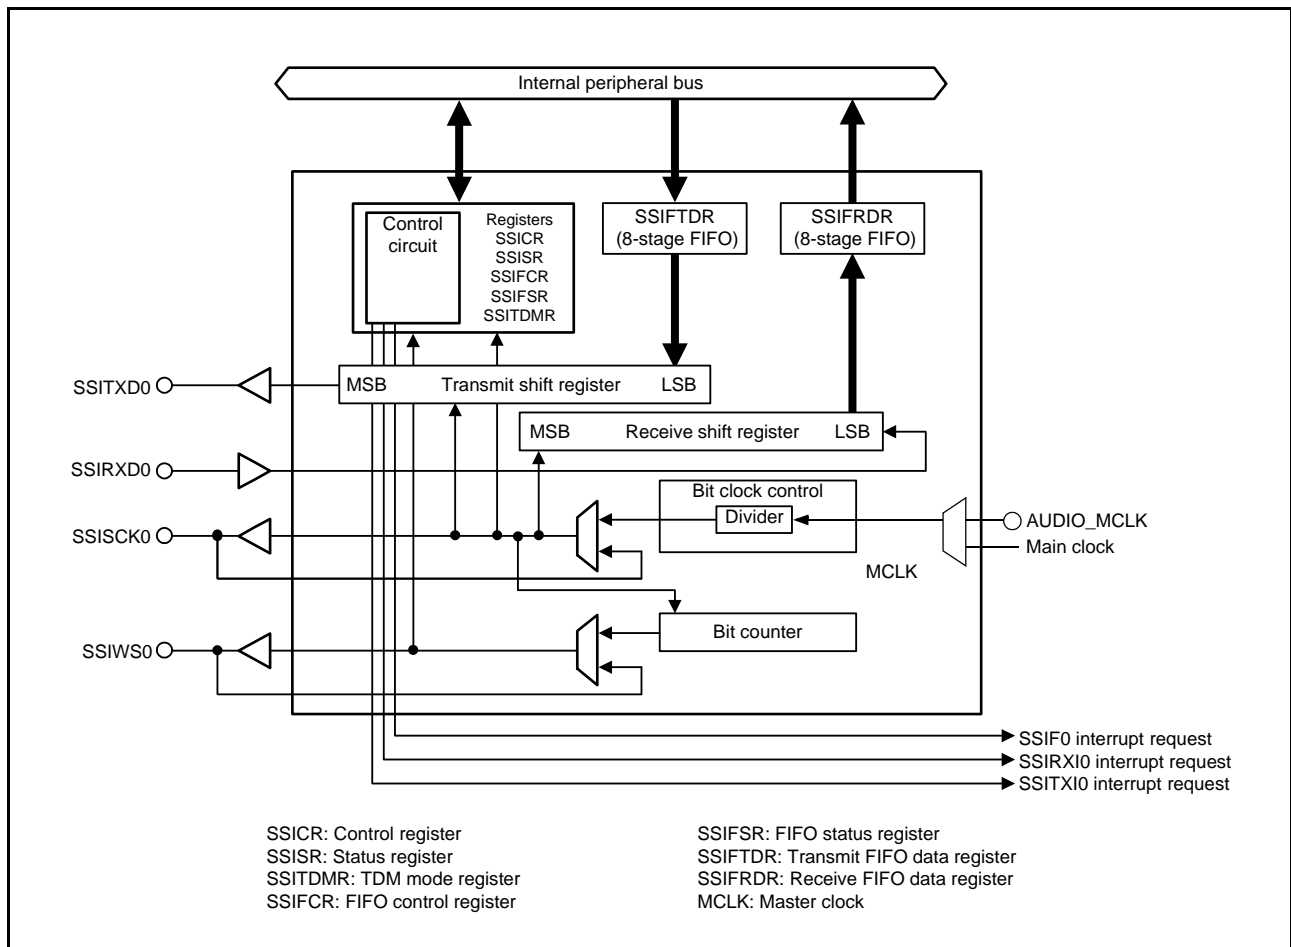 Internal peripheral bus
Control
circuit
Registers
SSICR
SSISR
SSIFCR
SSIFSR
SSITDMR
SSIFTDR
(8-stage FIFO)
SSIFRDR
(8-stage FIFO)
SSITXD0
MSB Transmit shift register LSB
MSB Receive shift register LSB
SSIRXD0
Bit clock control
Divider
SSISCK0
AUDIO_MCLK
Main clock
MCLK
Bit counter
SSIWS0
SSIF0 interrupt request
SSIRXI0 interrupt request
SSITXI0 interrupt request
SSICR: Control register
SSISR: Status register
SSITDMR: TDM mode register
SSIFCR: FIFO control register
SSIFSR: FIFO status register
SSIFTDR: Transmit FIFO data register
SSIFRDR: Receive FIFO data register
MCLK: Master clock